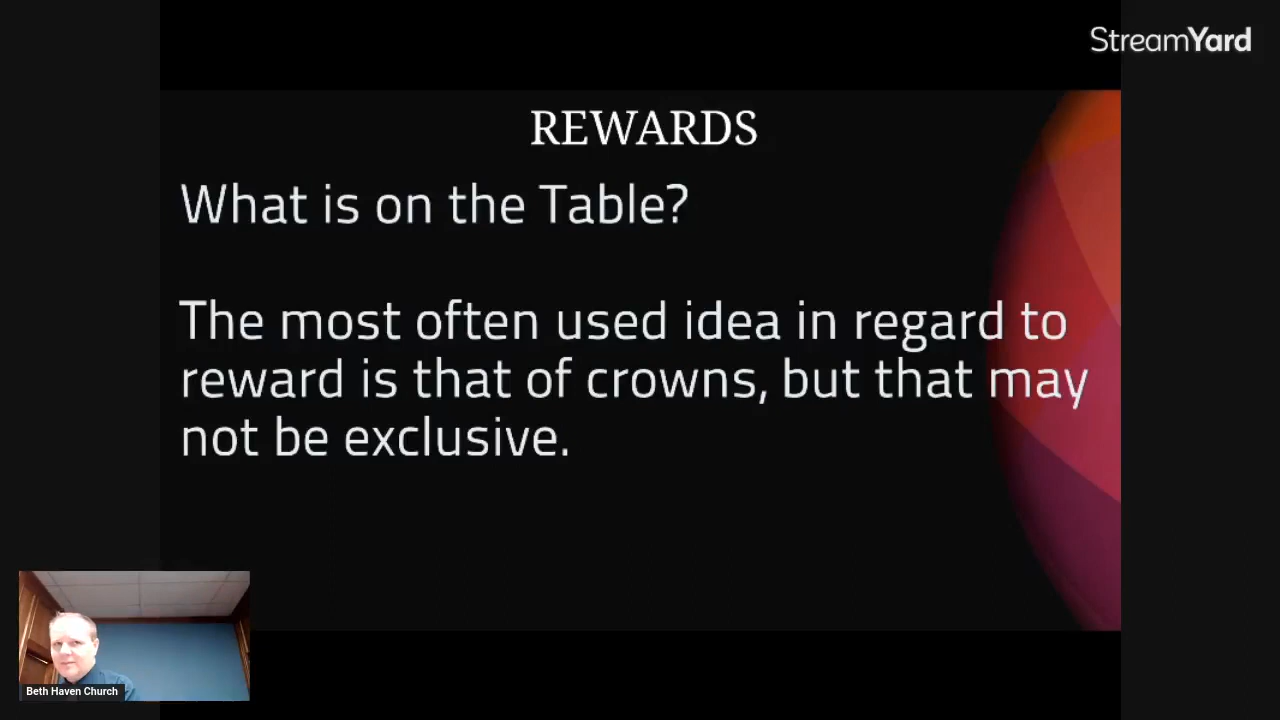 StreamYard
REWARDS
What is on the Table?
The most often used idea in regard to
reward is that of crowns, but that may
not be exclusive.
Beth Haven Church